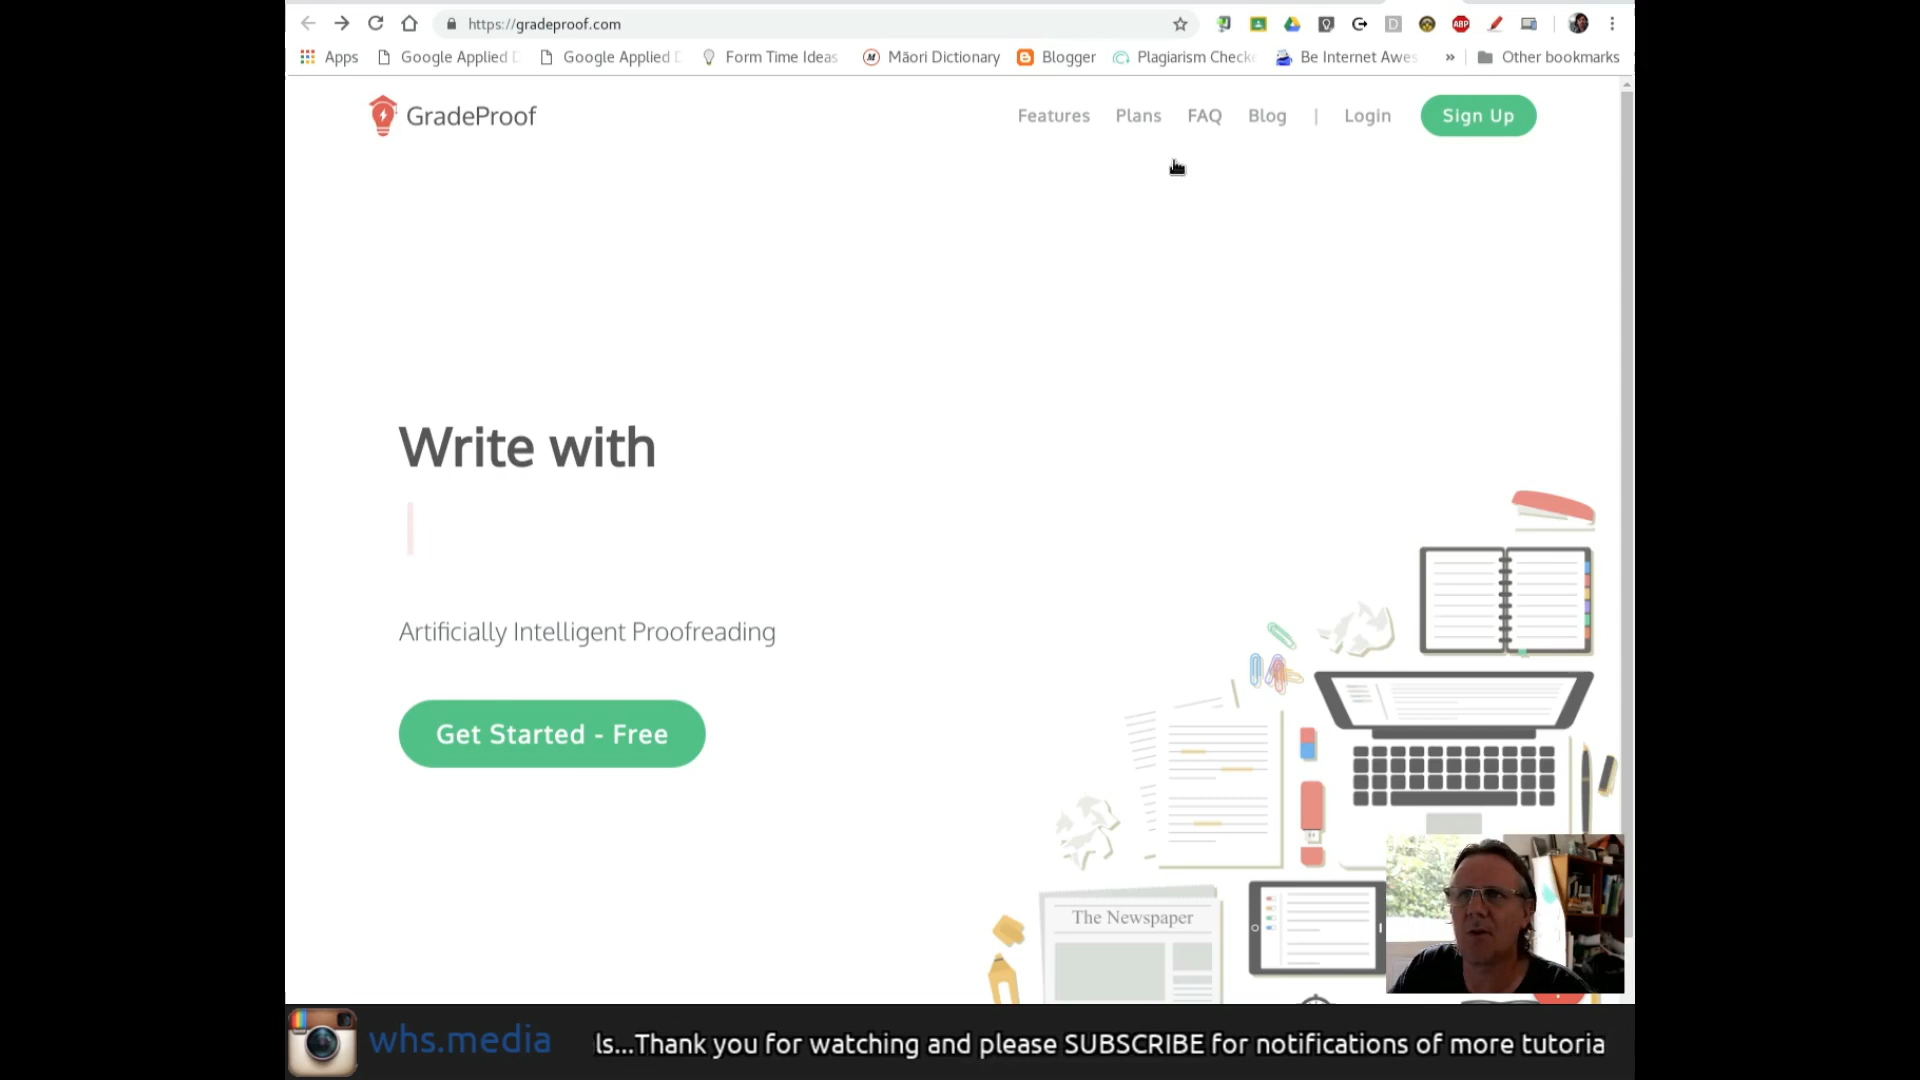 https://gradeproof.com
ABP
Apps Google Applied D Google Applied D Form Time Ideas Māori Dictionary Blogger Plagiarism Checke Be Internet Awes » Other bookmarks
GradeProof Features Plans FAQ Blog | Login Sign Up
Write with
Artificially Intelligent Proofreading
Get Started - Free
The Newspaper
whs.media ls...Thank you for watching and please SUBSCRIBE for notifications of more tutoria